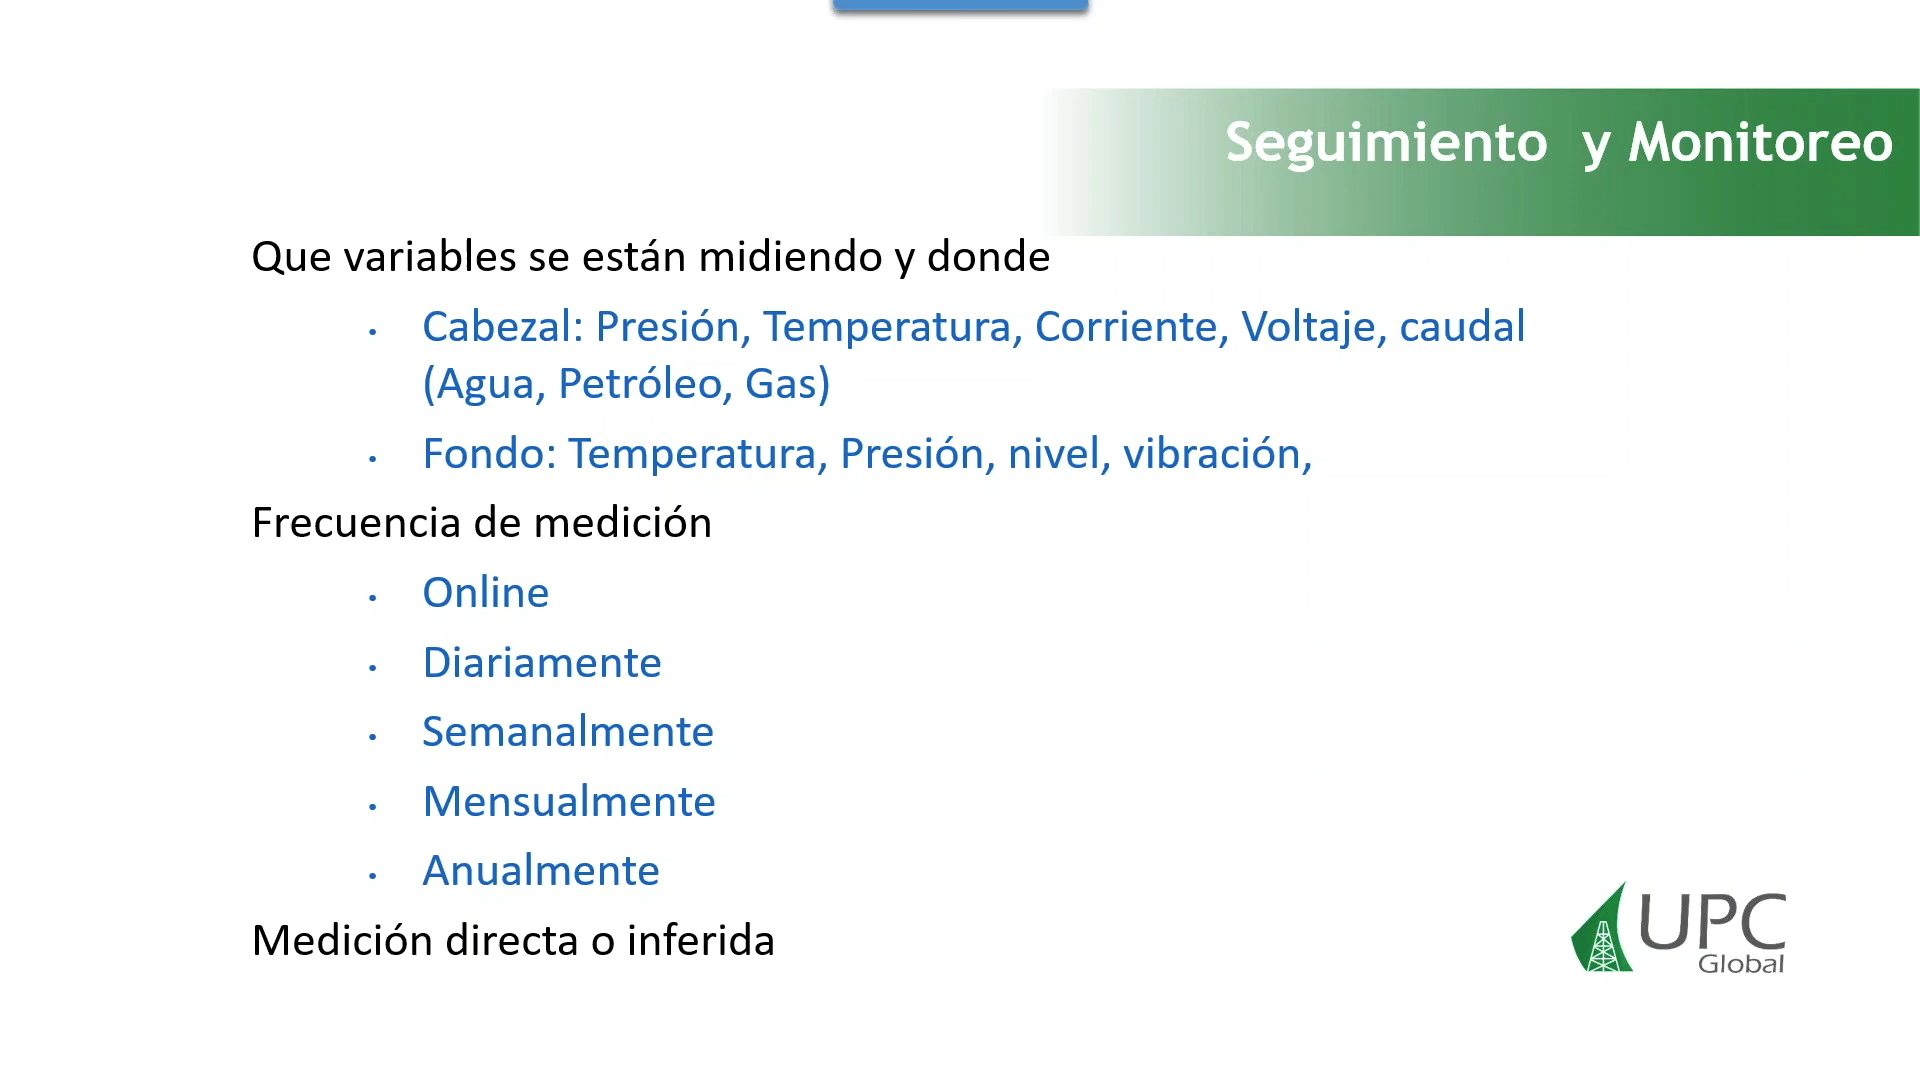 Seguimiento y Monitoreo
Que variables se están midiendo y donde
• Cabezal: Presión, Temperatura, Corriente, Voltaje, caudal
(Agua, Petróleo, Gas)
• Fondo: Temperatura, Presión, nivel, vibración,
Frecuencia de medición
• Online
• Diariamente
• Semanalmente
• Mensualmente
• Anualmente
Medición directa o inferida
UPC
Global